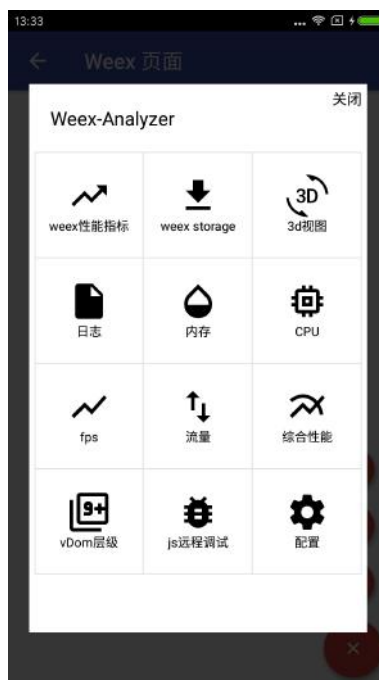 13:33
Weex 页面
关闭
Weex-Analyzer
weex性能指标
weex storage
3D
3d视图
日志
内存
CPU
fps
流量
综合性能
9+
vDom层级
js远程调试
配置